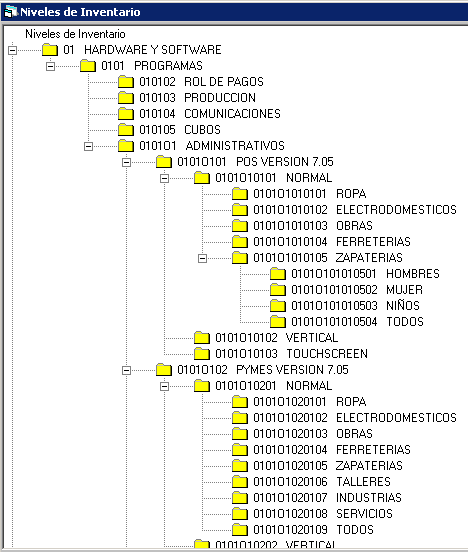 Niveles de Inventario
Niveles de Inventario
01 HARDWARE Y SOFTWARE
0101 PROGRAMAS
010102 ROL DE PAGOS
010103 PRODUCCION
010104 COMUNICACIONES
010105 CUBOS
010101 ADMINISTRATIVOS
01010101 POS VERSION 7.05
0101010101 NORMAL
010101010101 ROPA
010101010102 ELECTRODOMESTICOS
010101010103 OBRAS
010101010104 FERRETERIAS
010101010105 ZAPATERIAS
01010101010501 HOMBRES
01010101010502 MUJER
01010101010503 NIÑOS
01010101010504 TODOS
0101010102 VERTICAL
0101010103 TOUCHSCREEN
01010102 PYMES VERSION 7.05
0101010201 NORMAL
010101020101 ROPA
010101020102 ELECTRODOMESTICOS
010101020103 OBRAS
010101020104 FERRETERIAS
010101020105 ZAPATERIAS
010101020106 TALLERES
010101020107 INDUSTRIAS
010101020108 SERVICIOS
010101020109 TODOS
0101010202 VERTICAL